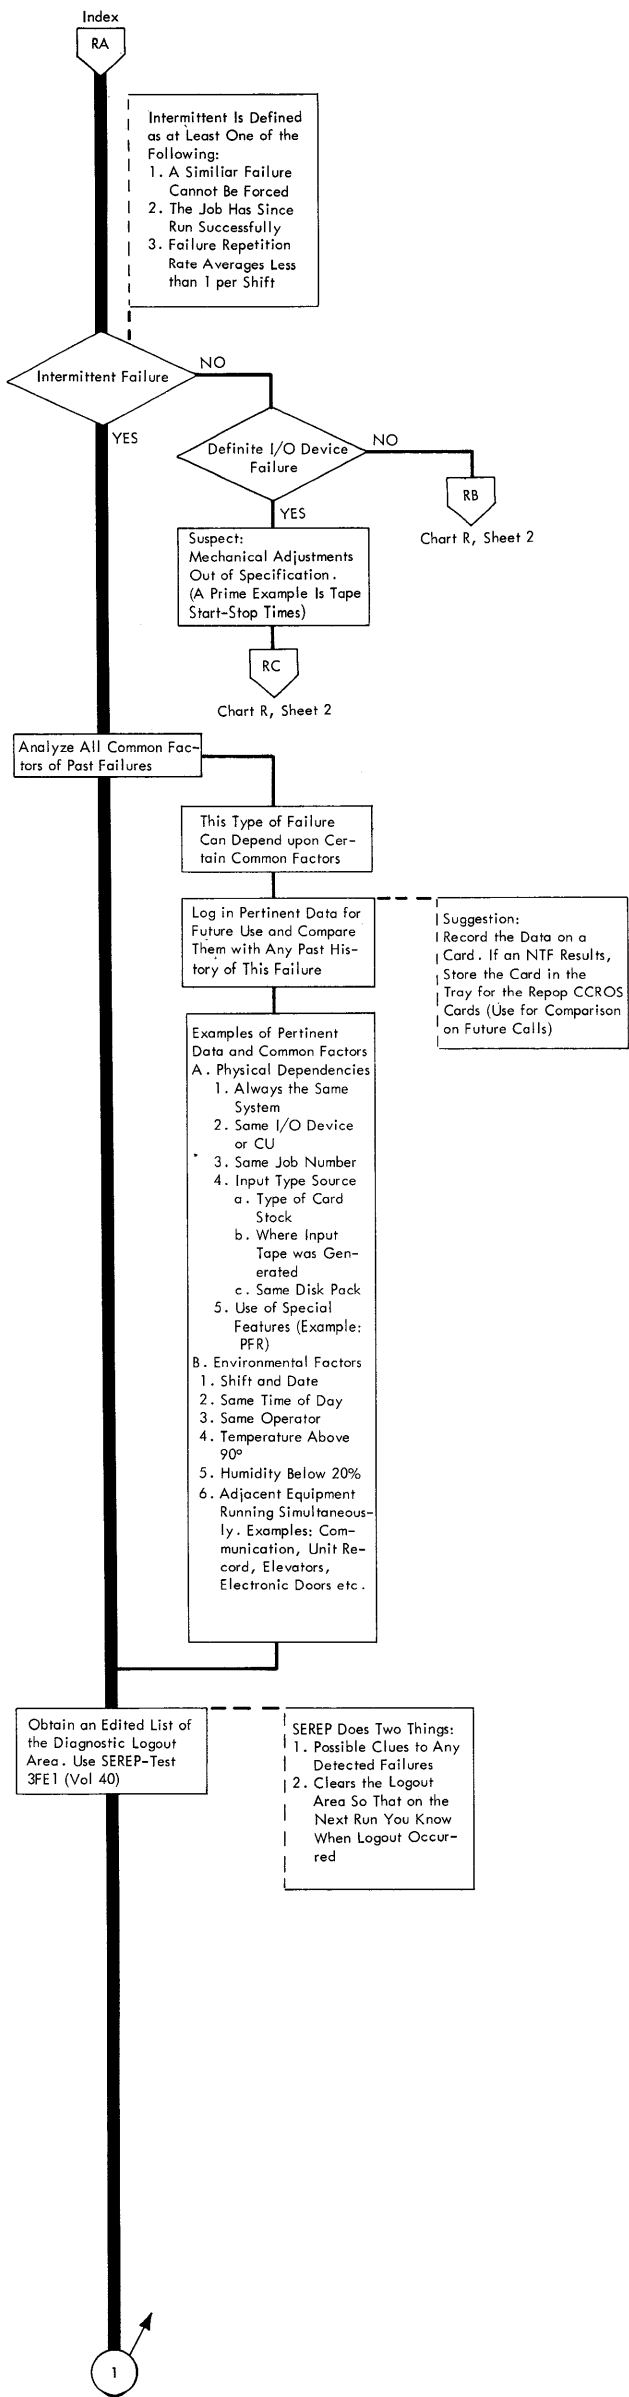 Index
RA
Intermittent Is Defined
as at Least One of the
Following:
1. A Similiar Failure
Cannot Be Forced
2. The Job Has Since
Run Successfully
3. Failure Repetition
Rate Averages Less
than 1 per Shift
Intermittent Failure
NO
YES
Definite I/O Device
Failure
NO
RB
Chart R, Sheet 2
YES
Suspect:
Mechanical Adjustments
Out of Specification.
(A Prime Example Is Tape
Start-Stop Times)
RC
Chart R, Sheet 2
Analyze All Common Fac-
tors of Past Failures
This Type of Failure
Can Depend upon Cer-
tain Common Factors
Log in Pertinent Data for
Future Use and Compare
Them with Any Past His-
tory of This Failure
Suggestion:
Record the Data on a
Card. If an NTF Results,
Store the Card in the
Tray for the Repop CCROS
Cards (Use for Comparison
on Future Calls)
Examples of Pertinent
Data and Common Factors
A. Physical Dependencies
1. Always the Same
System
2. Same I/O Device
or CU
3. Same Job Number
4. Input Type Source
a. Type of Card
Stock
b. Where Input
Tape was Gen-
erated
c. Same Disk Pack
5. Use of Special
Features (Example:
PFR)
B. Environmental Factors
1. Shift and Date
2. Same Time of Day
3. Same Operator
4. Temperature Above
90°
5. Humidity Below 20%
6. Adjacent Equipment
Running Simultaneous-
ly. Examples: Com-
munication, Unit Re-
cord, Elevators,
Electronic Doors etc.
Obtain an Edited List of
the Diagnostic Logout
Area. Use SEREP-Test
3FE1 (Vol 40)
SEREP Does Two Things:
1. Possible Clues to Any
Detected Failures
2. Clears the Logout
Area So That on the
Next Run You Know
When Logout Occur-
red
1